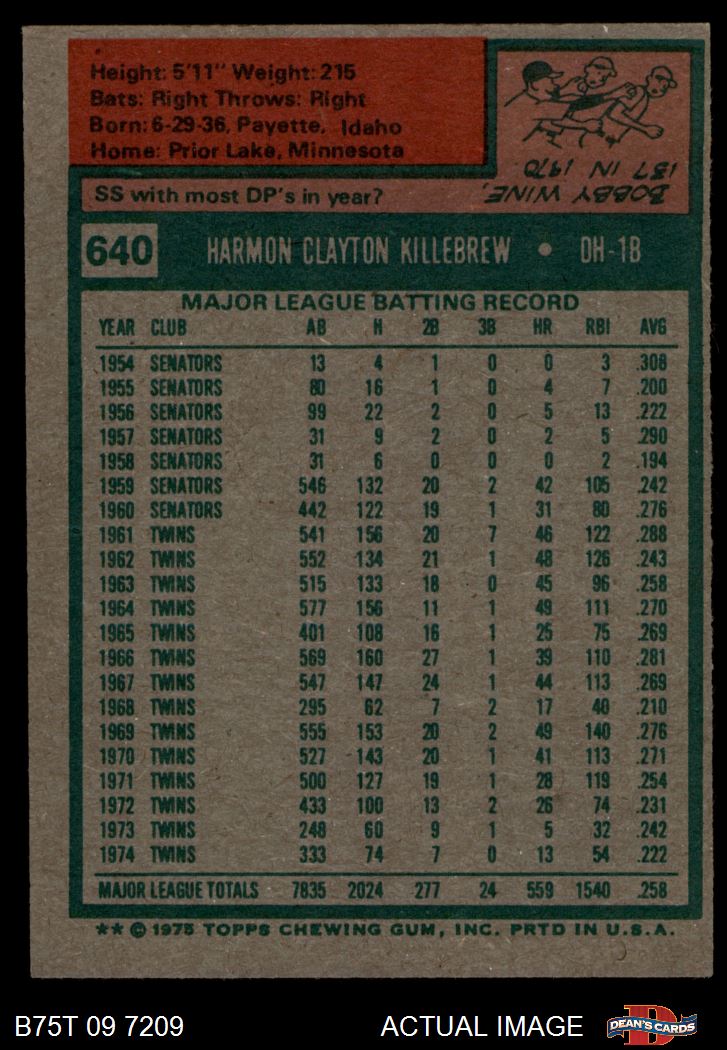 Height: 5'11" Weight: 215
Bats: Right Throws: Right
Born: 6-29-36, Payette, Idaho
Home: Prior Lake, Minnesota
SS with most DP's in year?
BOBBY WINE,
137 IN 1970
640 HARMON CLAYTON KILLEBREW • DH-1B
MAJOR LEAGUE BATTING RECORD
YEAR CLUB AB H 2B 3B HR RBI AVG
1954 SENATORS 13 4 1 0 0 3 .308
1955 SENATORS 80 16 1 0 4 7 .200
1956 SENATORS 99 22 2 0 5 13 .222
1957 SENATORS 31 9 2 0 2 5 .290
1958 SENATORS 31 6 0 0 0 2 .194
1959 SENATORS 546 132 20 2 42 105 .242
1960 SENATORS 442 122 19 1 31 80 .276
1961 TWINS 541 156 20 7 46 122 .288
1962 TWINS 552 134 21 1 48 126 .243
1963 TWINS 515 133 18 0 45 96 .258
1964 TWINS 577 156 11 1 49 111 .270
1965 TWINS 401 108 16 1 25 75 .269
1966 TWINS 569 160 27 1 39 110 .281
1967 TWINS 547 147 24 1 44 113 .269
1968 TWINS 295 62 7 2 17 40 .210
1969 TWINS 555 153 20 2 49 140 .276
1970 TWINS 527 143 20 1 41 113 .271
1971 TWINS 500 127 19 1 28 119 .254
1972 TWINS 433 100 13 2 26 74 .231
1973 TWINS 248 60 9 1 5 32 .242
1974 TWINS 333 74 7 0 13 54 .222
MAJOR LEAGUE TOTALS 7835 2024 277 24 559 1540 .258
** © 1975 TOPPS CHEWING GUM, INC. PRTD IN U.S.A.
B75T 09 7209 ACTUAL IMAGE DEAN'S CARDS